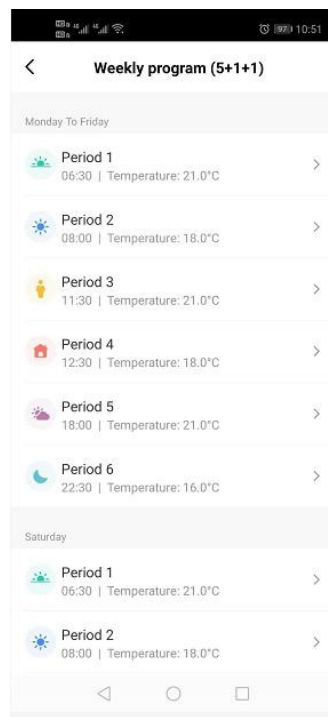 97 10:51
Weekly program (5+1+1)
Monday To Friday
Period 1
06:30 | Temperature: 21.0°C
Period 2
08:00 | Temperature: 18.0°C
Period 3
11:30 | Temperature: 21.0°C
Period 4
12:30 | Temperature: 18.0°C
Period 5
18:00 | Temperature: 21.0°C
Period 6
22:30 | Temperature: 16.0°C
Saturday
Period 1
06:30 | Temperature: 21.0°C
Period 2
08:00 | Temperature: 18.0°C